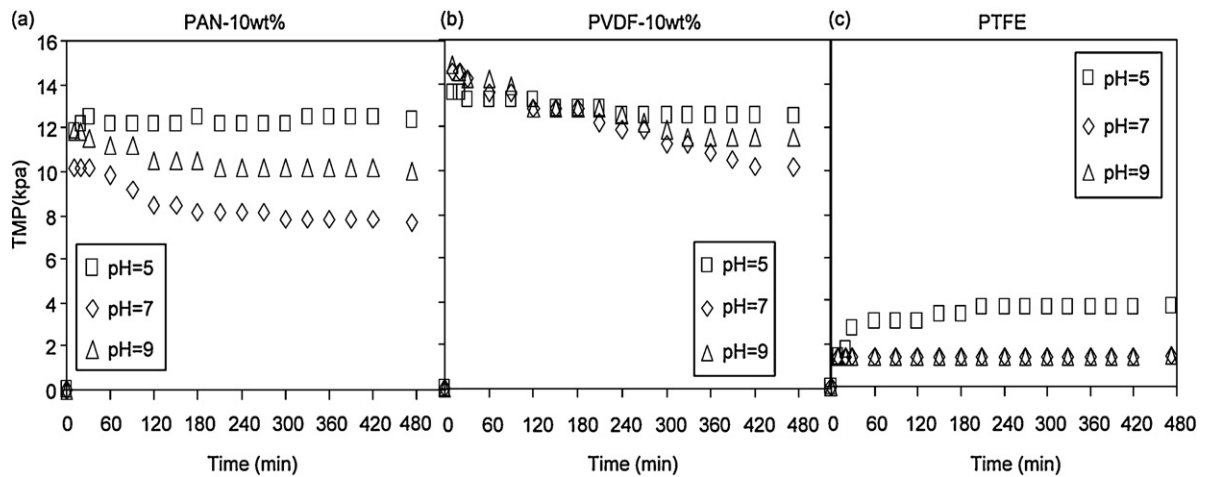 (a) PAN-10wt%
(b) PVDF-10wt%
(c) PTFE
TMP(kpa)
16
14
12
10
8
6
4
2
0
pH=5
pH=7
pH=9
0 60 120 180 240 300 360 420 480
Time (min)
pH=5
pH=7
pH=9
0 60 120 180 240 300 360 420 480
Time (min)
pH=5
pH=7
pH=9
0 60 120 180 240 300 360 420 480
Time (min)